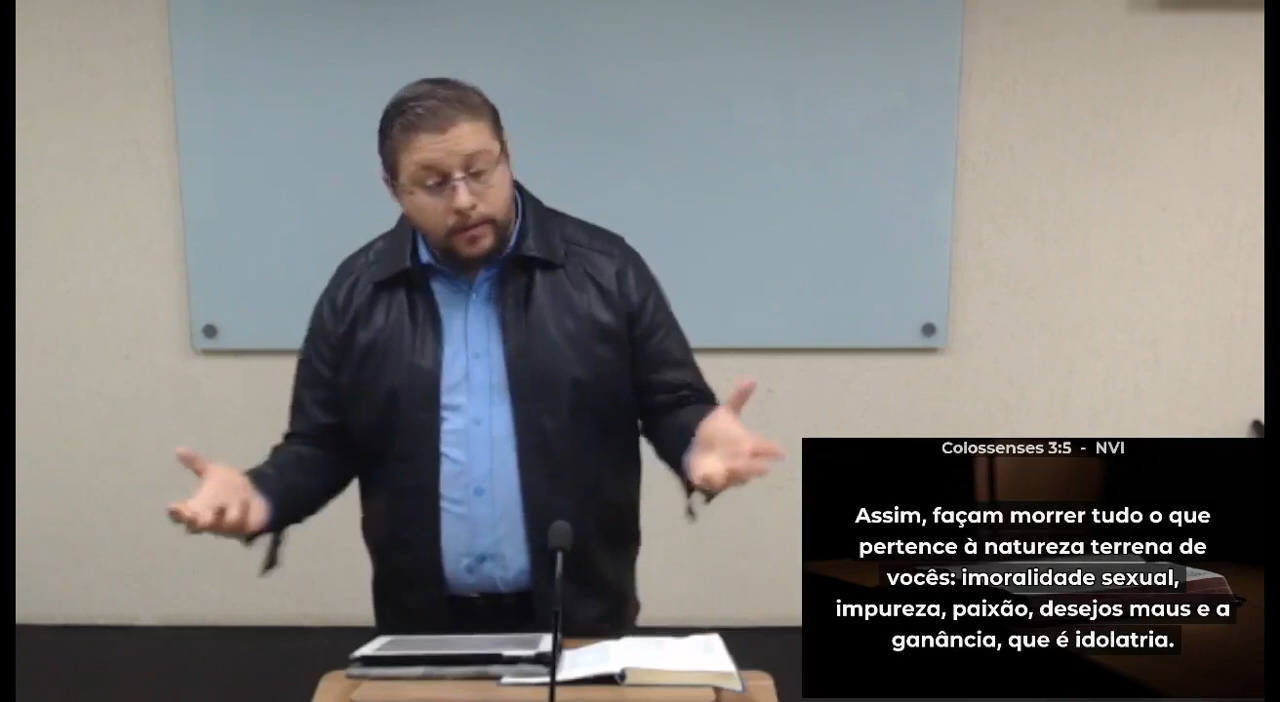 Colossenses 3:5 - NVI
Assim, façam morrer tudo o que
pertence à natureza terrena de
vocês: imoralidade sexual,
impureza, paixão, desejos maus e a
ganância, que é idolatria.